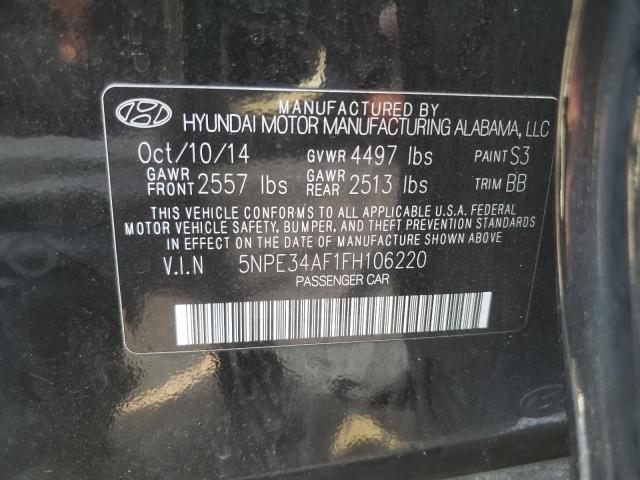 MANUFACTURED BY
HYUNDAI MOTOR MANUFACTURING ALABAMA, LLC
Oct/10/14 GVWR 4497 lbs PAINT S3
GAWR FRONT 2557 lbs GAWR REAR 2513 lbs TRIM BB
THIS VEHICLE CONFORMS TO ALL APPLICABLE U.S.A. FEDERAL
MOTOR VEHICLE SAFETY, BUMPER, AND THEFT PREVENTION STANDARDS
IN EFFECT ON THE DATE OF MANUFACTURE SHOWN ABOVE.
V.I.N 5NPE34AF1FH106220
PASSENGER CAR